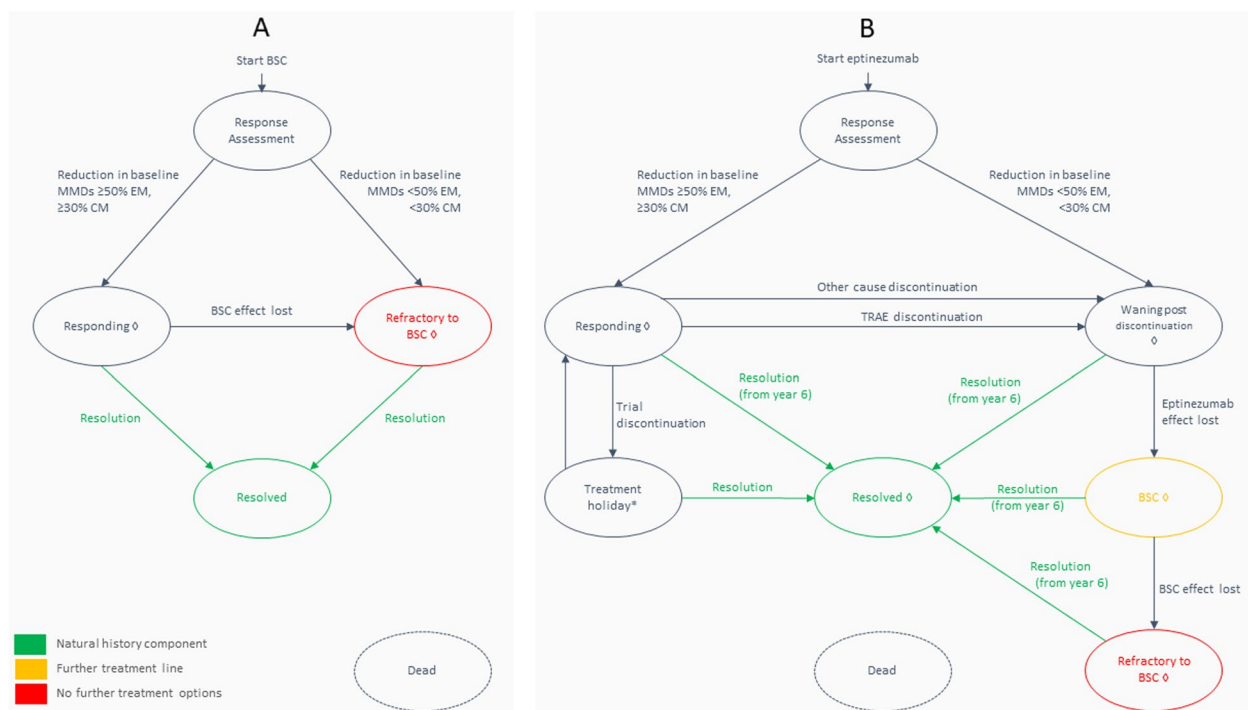 A
Start BSC
Response
Assessment
Reduction in baseline
MMDs ≥50% EM,
≥30% CM
Reduction in baseline
MMDs <50% EM,
<30% CM
Responding ◊
BSC effect lost
Refractory to
BSC ◊
Resolution
Resolution
Resolved
Natural history component
Further treatment line
No further treatment options
Dead
B
Start eptinezumab
Response
Assessment
Reduction in baseline
MMDs ≥50% EM,
≥30% CM
Reduction in baseline
MMDs <50% EM,
<30% CM
Other cause discontinuation
Responding ◊
TRAE discontinuation
Waning post
discontinuation
◊
Resolution
(from year 6)
Resolution
(from year 6)
Trial
discontinuation
Eptinezumab
effect lost
Treatment
holiday*
Resolution
Resolved ◊
Resolution
(from year 6)
BSC ◊
Resolution
(from year 6)
BSC effect lost
Dead
Refractory to
BSC ◊